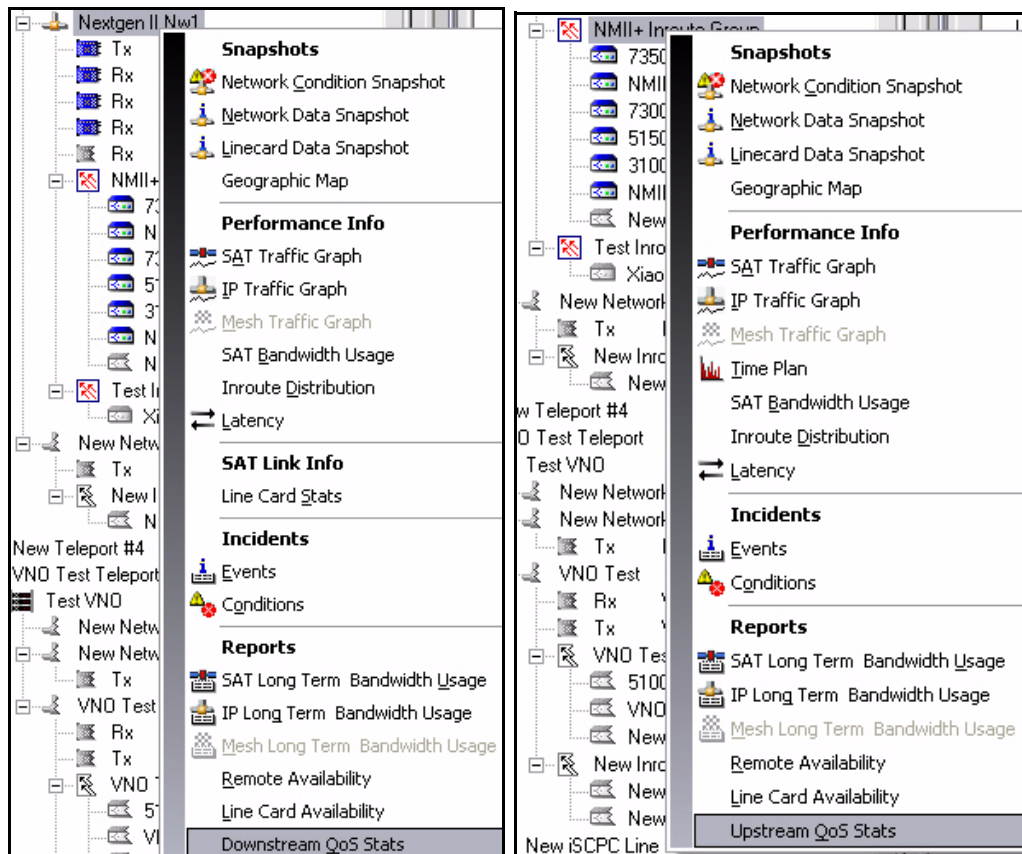 Nextgen II Nw1
Tx
Rx
Rx
Rx
Rx
NMII+
73
N
73
5
3
N
N
Test I
Xi
New Netw
Tx
New I
N
New Teleport #4
VNO Test Teleport
Test VNO
New Netw
New Netw
Tx
VNO Test
Rx
Tx
VNO
5
V
Snapshots
Network Condition Snapshot
Network Data Snapshot
Linecard Data Snapshot
Geographic Map
Performance Info
SAT Traffic Graph
IP Traffic Graph
Mesh Traffic Graph
SAT Bandwidth Usage
Inroute Distribution
Latency
SAT Link Info
Line Card Stats
Incidents
Events
Conditions
Reports
SAT Long Term Bandwidth Usage
IP Long Term Bandwidth Usage
Mesh Long Term Bandwidth Usage
Remote Availability
Line Card Availability
Downstream QoS Stats
NMII+ Inroute Group
7350
NMII
7300
5150
3100
NMII
New
Test Inro
Xiao
New Network
Tx
New Inro
New
w Teleport #4
O Test Teleport
Test VNO
New Network
New Network
Tx
VNO Test
Rx
Tx
VNO Tes
5100
VNO
New
New Inro
New
New
New iSCPC Line
Snapshots
Network Condition Snapshot
Network Data Snapshot
Linecard Data Snapshot
Geographic Map
Performance Info
SAT Traffic Graph
IP Traffic Graph
Mesh Traffic Graph
Time Plan
SAT Bandwidth Usage
Inroute Distribution
Latency
Incidents
Events
Conditions
Reports
SAT Long Term Bandwidth Usage
IP Long Term Bandwidth Usage
Mesh Long Term Bandwidth Usage
Remote Availability
Line Card Availability
Upstream QoS Stats